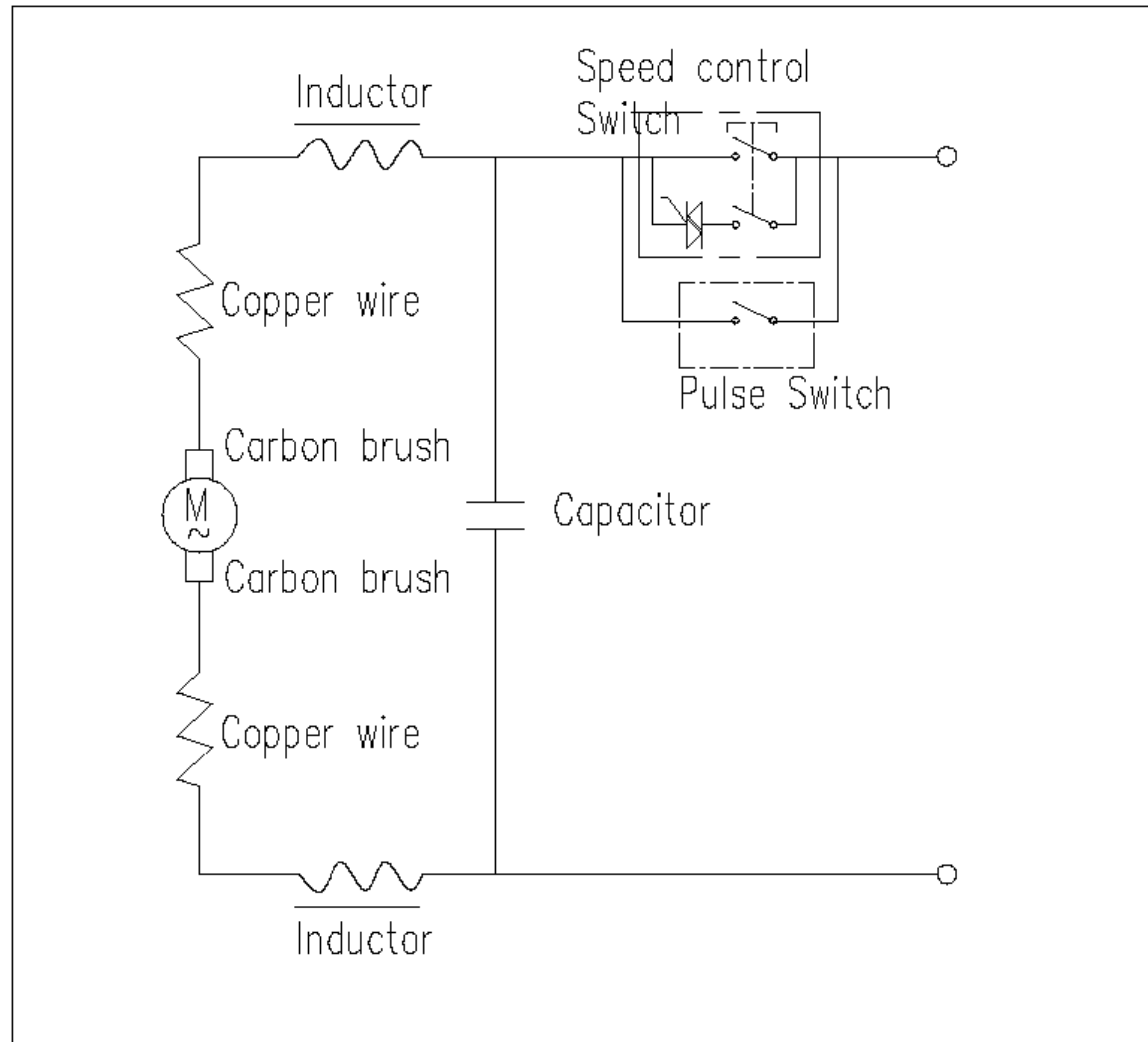 Speed control
Switch
Inductor
Copper wire
Pulse Switch
Carbon brush
M
~
Capacitor
Carbon brush
Copper wire
Inductor